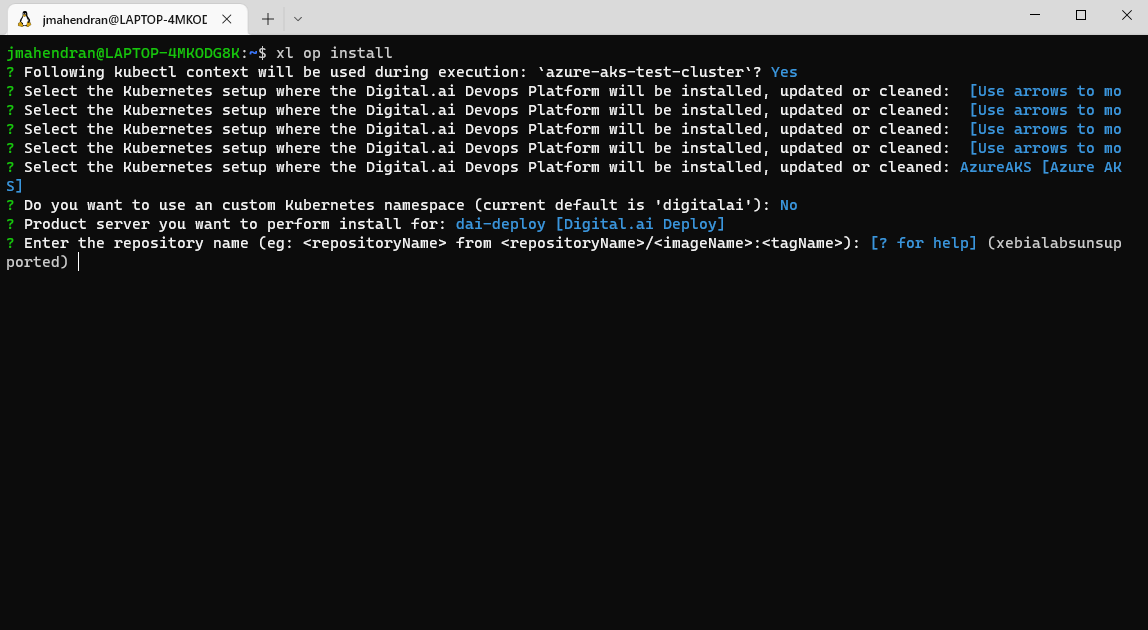 jmahendran@LAPTOP-4MKOD
jmahendran@LAPTOP-4MKODG8K:~$ xl op install
? Following kubectl context will be used during execution: `azure-aks-test-cluster`? Yes
? Select the Kubernetes setup where the Digital.ai Devops Platform will be installed, updated or cleaned:  [Use arrows to mo
? Select the Kubernetes setup where the Digital.ai Devops Platform will be installed, updated or cleaned:  [Use arrows to mo
? Select the Kubernetes setup where the Digital.ai Devops Platform will be installed, updated or cleaned:  [Use arrows to mo
? Select the Kubernetes setup where the Digital.ai Devops Platform will be installed, updated or cleaned:  [Use arrows to mo
? Select the Kubernetes setup where the Digital.ai Devops Platform will be installed, updated or cleaned: AzureAKS [Azure AK
S]
? Do you want to use an custom Kubernetes namespace (current default is 'digitalai'): No
? Product server you want to perform install for: dai-deploy [Digital.ai Deploy]
? Enter the repository name (eg: <repositoryName> from <repositoryName>/<imageName>:<tagName>): [? for help] (xebialabsunsup
ported)